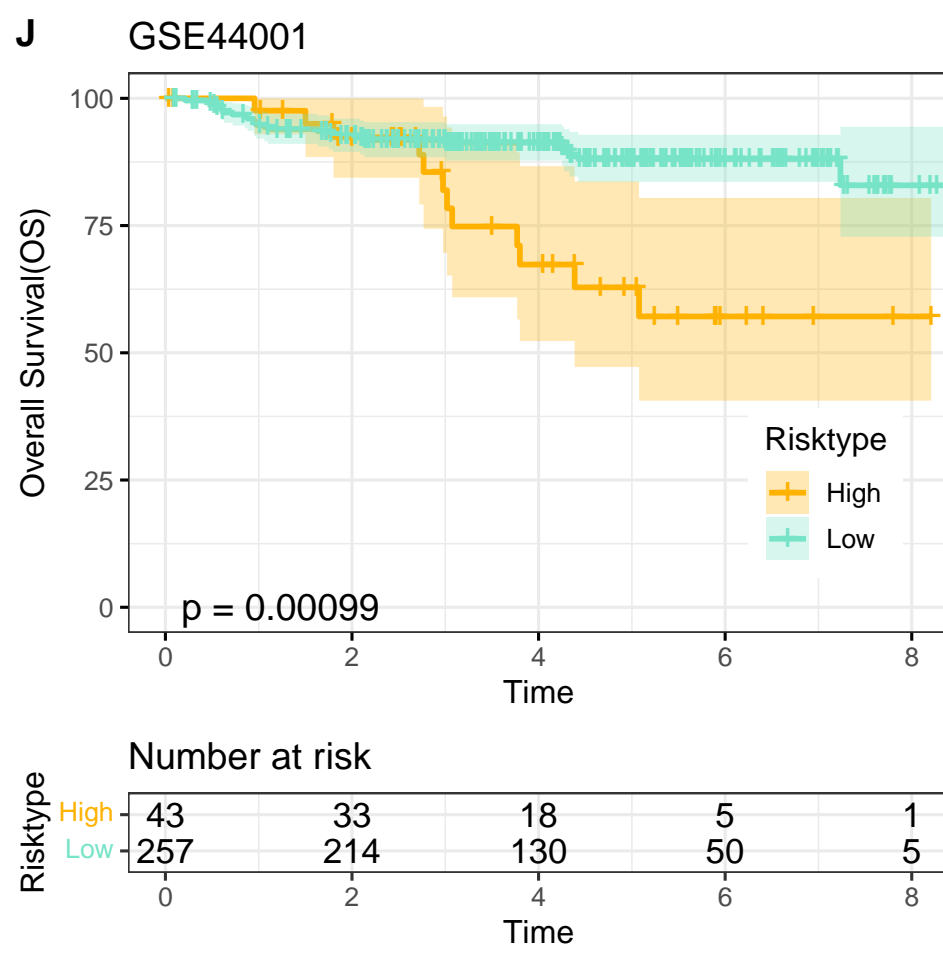 J GSE44001
100
75
50
25
0
Overall Survival(OS)
p = 0.00099
Risktype
High
Low
0 2 4 6 8
Time
Number at risk
Risktype
High 43 33 18 5 1
Low 257 214 130 50 5
0 2 4 6 8
Time